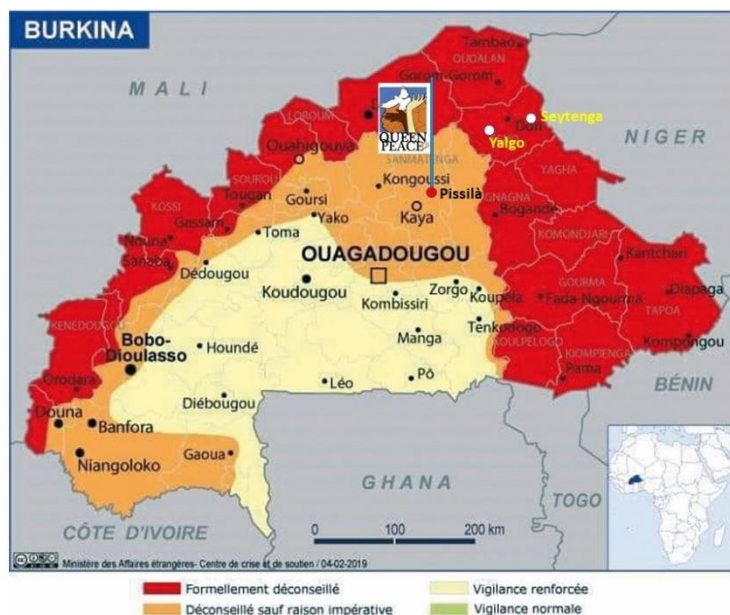 BURKINA
MALI
NIGER
BÉNIN
TOGO
GHANA
CÔTE D'IVOIRE
Tambao
OUDALAN
Gorom-Gorom
Seytenga
Yalgo
LOROUM
QUEEN
PEACE
SANMATENGA
YAGHA
Ouahigouya
Kongoussi
Pissilà
SOUROU
Tougan
Goursi
Kaya
GNAGNA
Bogandé
KOSSI
Gassam
Yako
Toma
KOMONDJARI
Nouna
Sanaba
Dédougou
OUAGADOUGOU
Kantchari
Koudougou
Kombissiri
Zorgo
Koupéla
GOURMA
Fada-Ngourma
Diapaga
TAPOA
KENEDOUGOU
Bobo-
Dioulasso
Houndé
Manga
Tenkodogo
KOULPELOGO
KIOMPIENGA
Kompongou
Orodara
Diébougou
Léo
Pô
Pama
Douna
Banfora
Niangoloko
Gaoua
0 100 200 km
cc Ministère des Affaires étrangères- Centre de crise et de soutien / 04-02-2019
Formellement déconseillé
Vigilance renforcée
Déconseillé sauf raison impérative
Vigilance normale